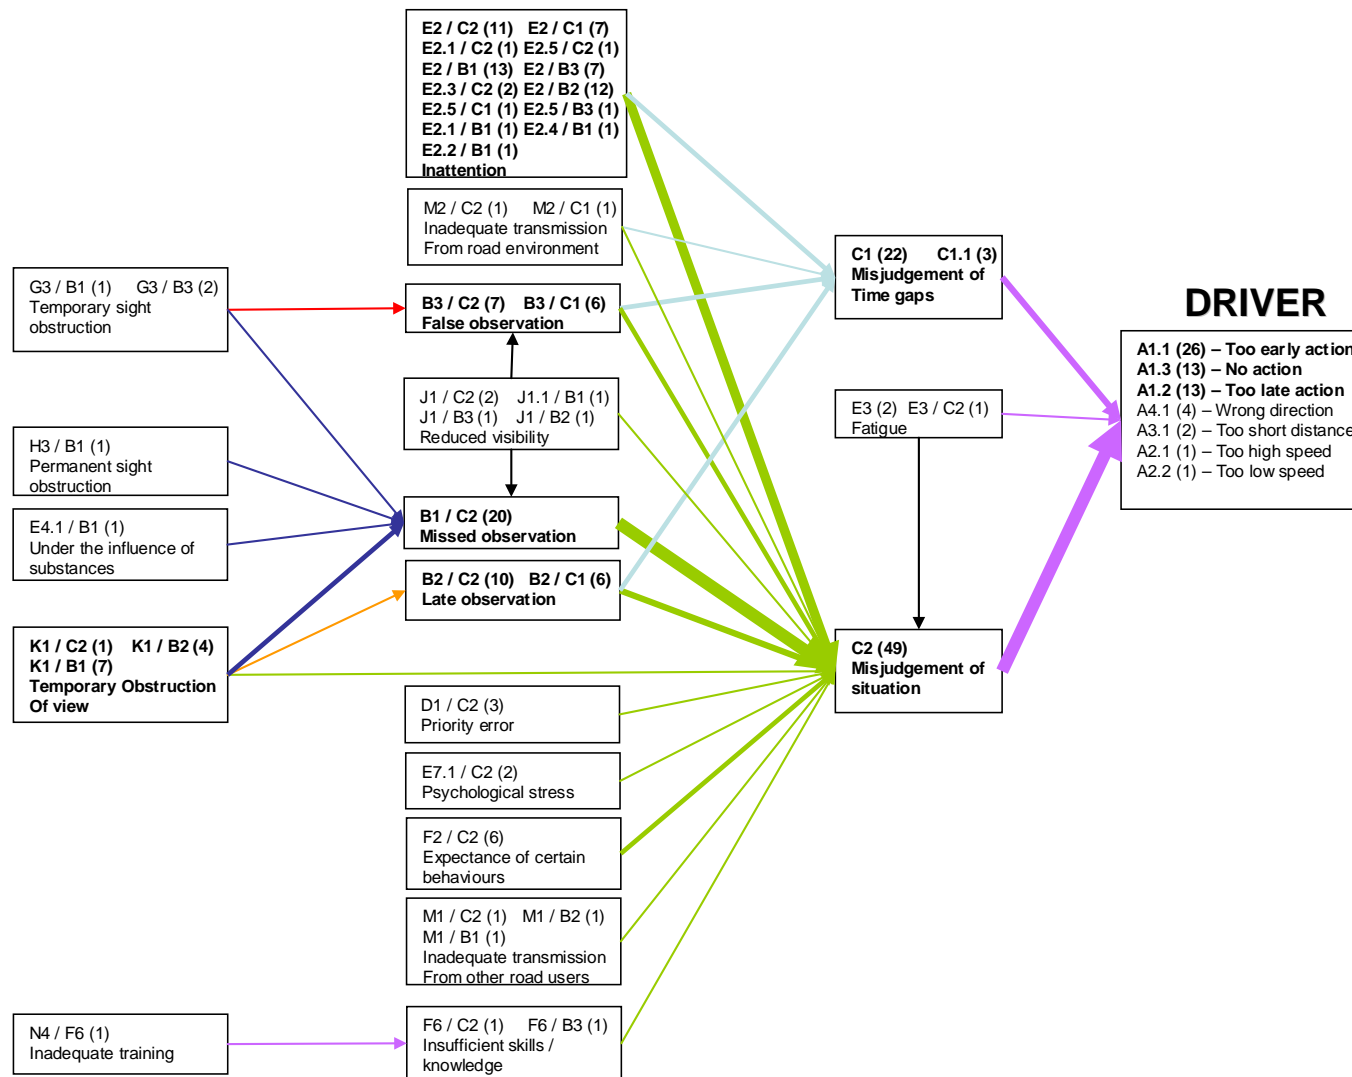 E2 / C2 (11) E2 / C1 (7)
E2.1 / C2 (1) E2.5 / C2 (1)
E2 / B1 (13) E2 / B3 (7)
E2.3 / C2 (2) E2 / B2 (12)
E2.5 / C1 (1) E2.5 / B3 (1)
E2.1 / B1 (1) E2.4 / B1 (1)
E2.2 / B1 (1)
Inattention
M2 / C2 (1) M2 / C1 (1)
Inadequate transmission
From road environment
G3 / B1 (1) G3 / B3 (2)
Temporary sight
obstruction
B3 / C2 (7) B3 / C1 (6)
False observation
J1 / C2 (2) J1.1 / B1 (1)
J1 / B3 (1) J1 / B2 (1)
Reduced visibility
H3 / B1 (1)
Permanent sight
obstruction
E4.1 / B1 (1)
Under the influence of
substances
B1 / C2 (20)
Missed observation
B2 / C2 (10) B2 / C1 (6)
Late observation
K1 / C2 (1) K1 / B2 (4)
K1 / B1 (7)
Temporary Obstruction
Of view
D1 / C2 (3)
Priority error
E7.1 / C2 (2)
Psychological stress
F2 / C2 (6)
Expectance of certain
behaviours
M1 / C2 (1) M1 / B2 (1)
M1 / B1 (1)
Inadequate transmission
From other road users
N4 / F6 (1)
Inadequate training
F6 / C2 (1) F6 / B3 (1)
Insufficient skills /
knowledge
C1 (22) C1.1 (3)
Misjudgement of
Time gaps
E3 (2) E3 / C2 (1)
Fatigue
C2 (49)
Misjudgement of
situation
DRIVER
A1.1 (26) – Too early action
A1.3 (13) – No action
A1.2 (13) – Too late action
A4.1 (4) – Wrong direction
A3.1 (2) – Too short distance
A2.1 (1) – Too high speed
A2.2 (1) – Too low speed